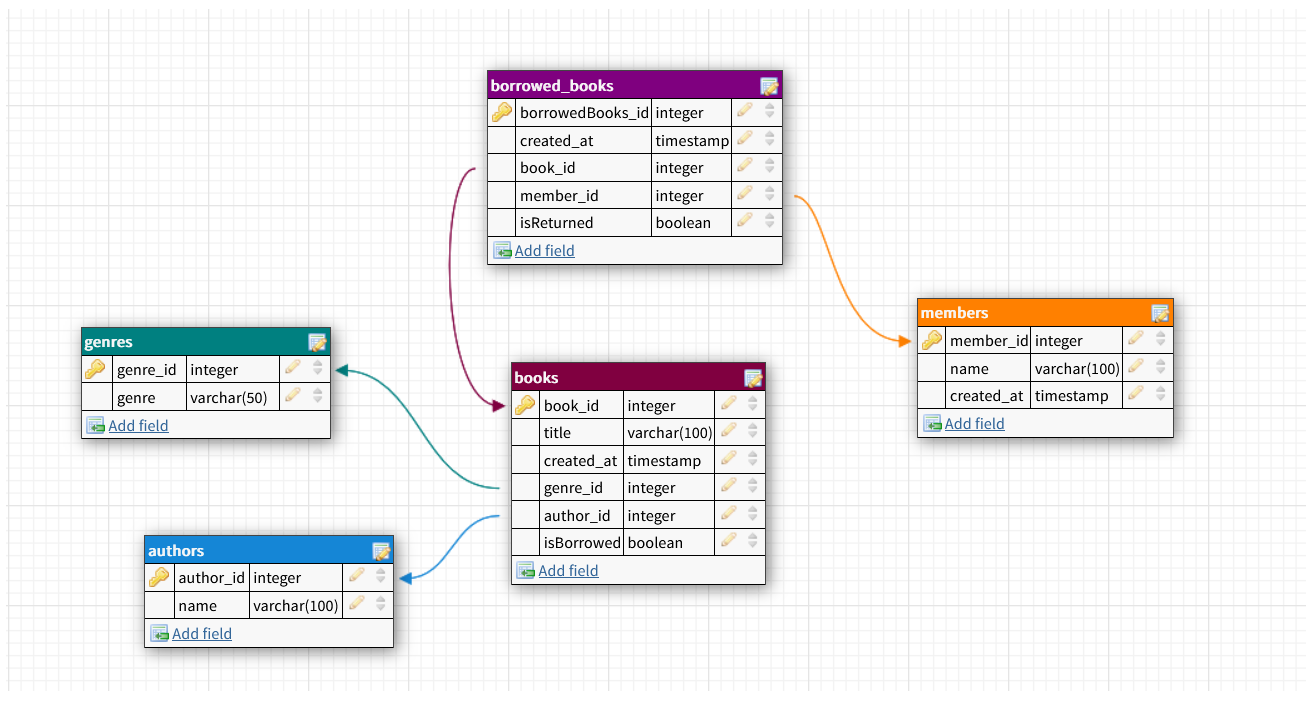 borrowed_books
borrowedBooks_id integer
created_at timestamp
book_id integer
member_id integer
isReturned boolean
Add field
members
member_id integer
name varchar(100)
created_at timestamp
Add field
genres
genre_id integer
genre varchar(50)
Add field
books
book_id integer
title varchar(100)
created_at timestamp
genre_id integer
author_id integer
isBorrowed boolean
Add field
authors
author_id integer
name varchar(100)
Add field